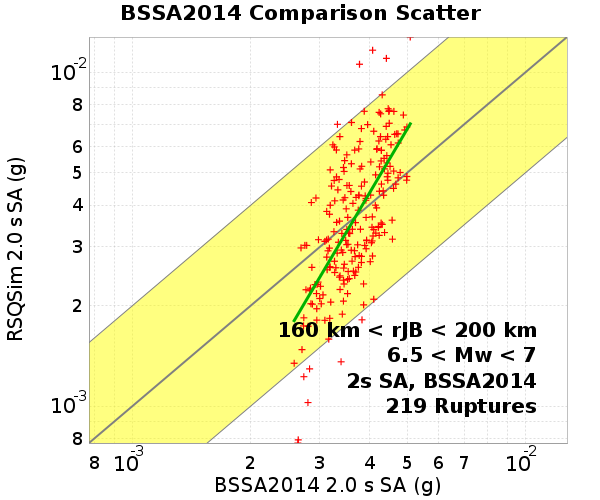 BSSA2014 Comparison Scatter
RSQSim 2.0 s SA (g)
10-2
8
6
5
4
3
2
10-3
8
160 km < rJB < 200 km
6.5 < Mw < 7
2s SA, BSSA2014
219 Ruptures
8 10-3 2 3 4 5 6 7 10-2
BSSA2014 2.0 s SA (g)